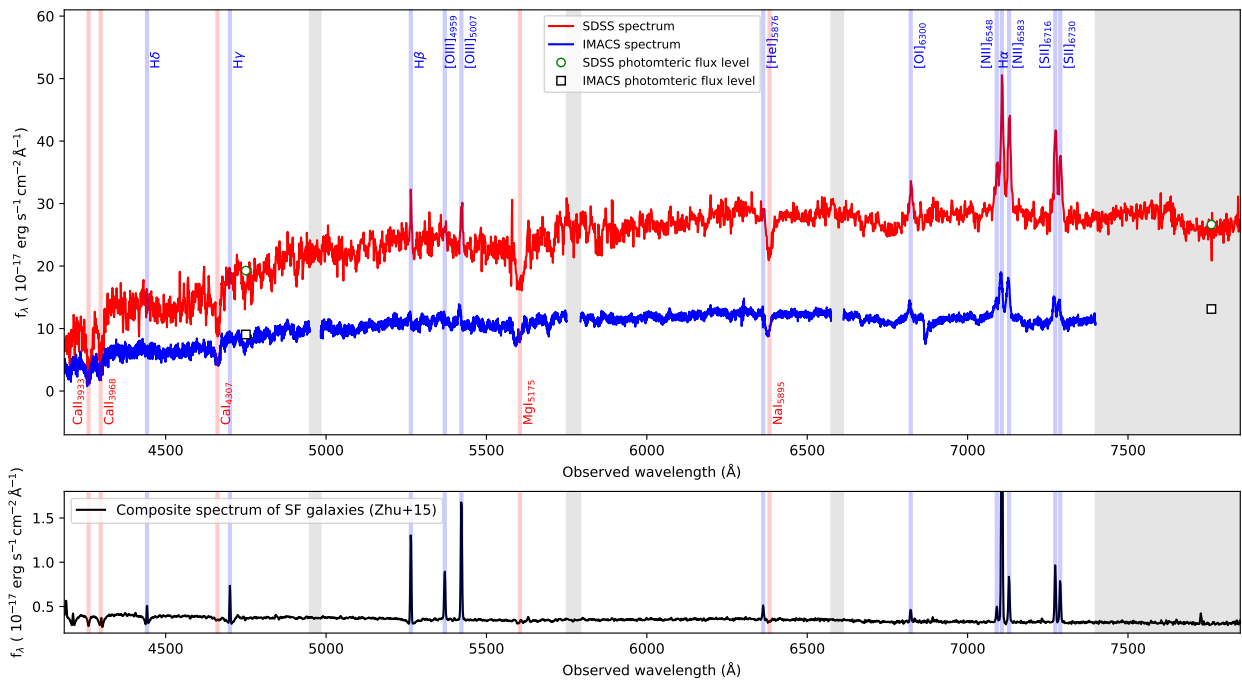 60
50
40
30
20
10
0
fλ ( 10⁻¹⁷ erg s⁻¹ cm⁻² Å⁻¹)
SDSS spectrum
IMACS spectrum
SDSS photomteric flux level
IMACS photomteric flux level
Hδ
Hγ
Hβ
[OIII]4959
[OIII]5007
[HeI]5876
[OI]6300
[NII]6548
Hα
[NII]6583
[SII]6716
[SII]6730
CaII3933
CaII3968
CaI4307
MgI5175
NaI5895
4500 5000 5500 6000 6500 7000 7500
Observed wavelength (Å)
1.5
1.0
0.5
fλ ( 10⁻¹⁷ erg s⁻¹ cm⁻² Å⁻¹)
Composite spectrum of SF galaxies (Zhu+15)
4500 5000 5500 6000 6500 7000 7500
Observed wavelength (Å)